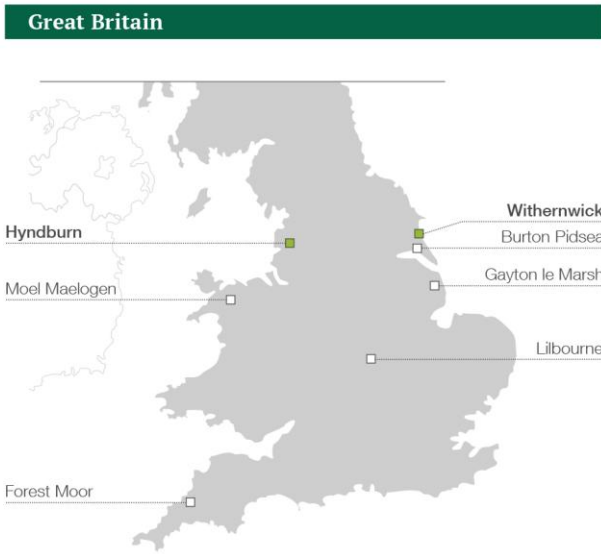 Great Britain
Withernwick
Hyndburn
Burton Pidsea
Gayton le Marsh
Moel Maelogen
Lilbourne
Forest Moor